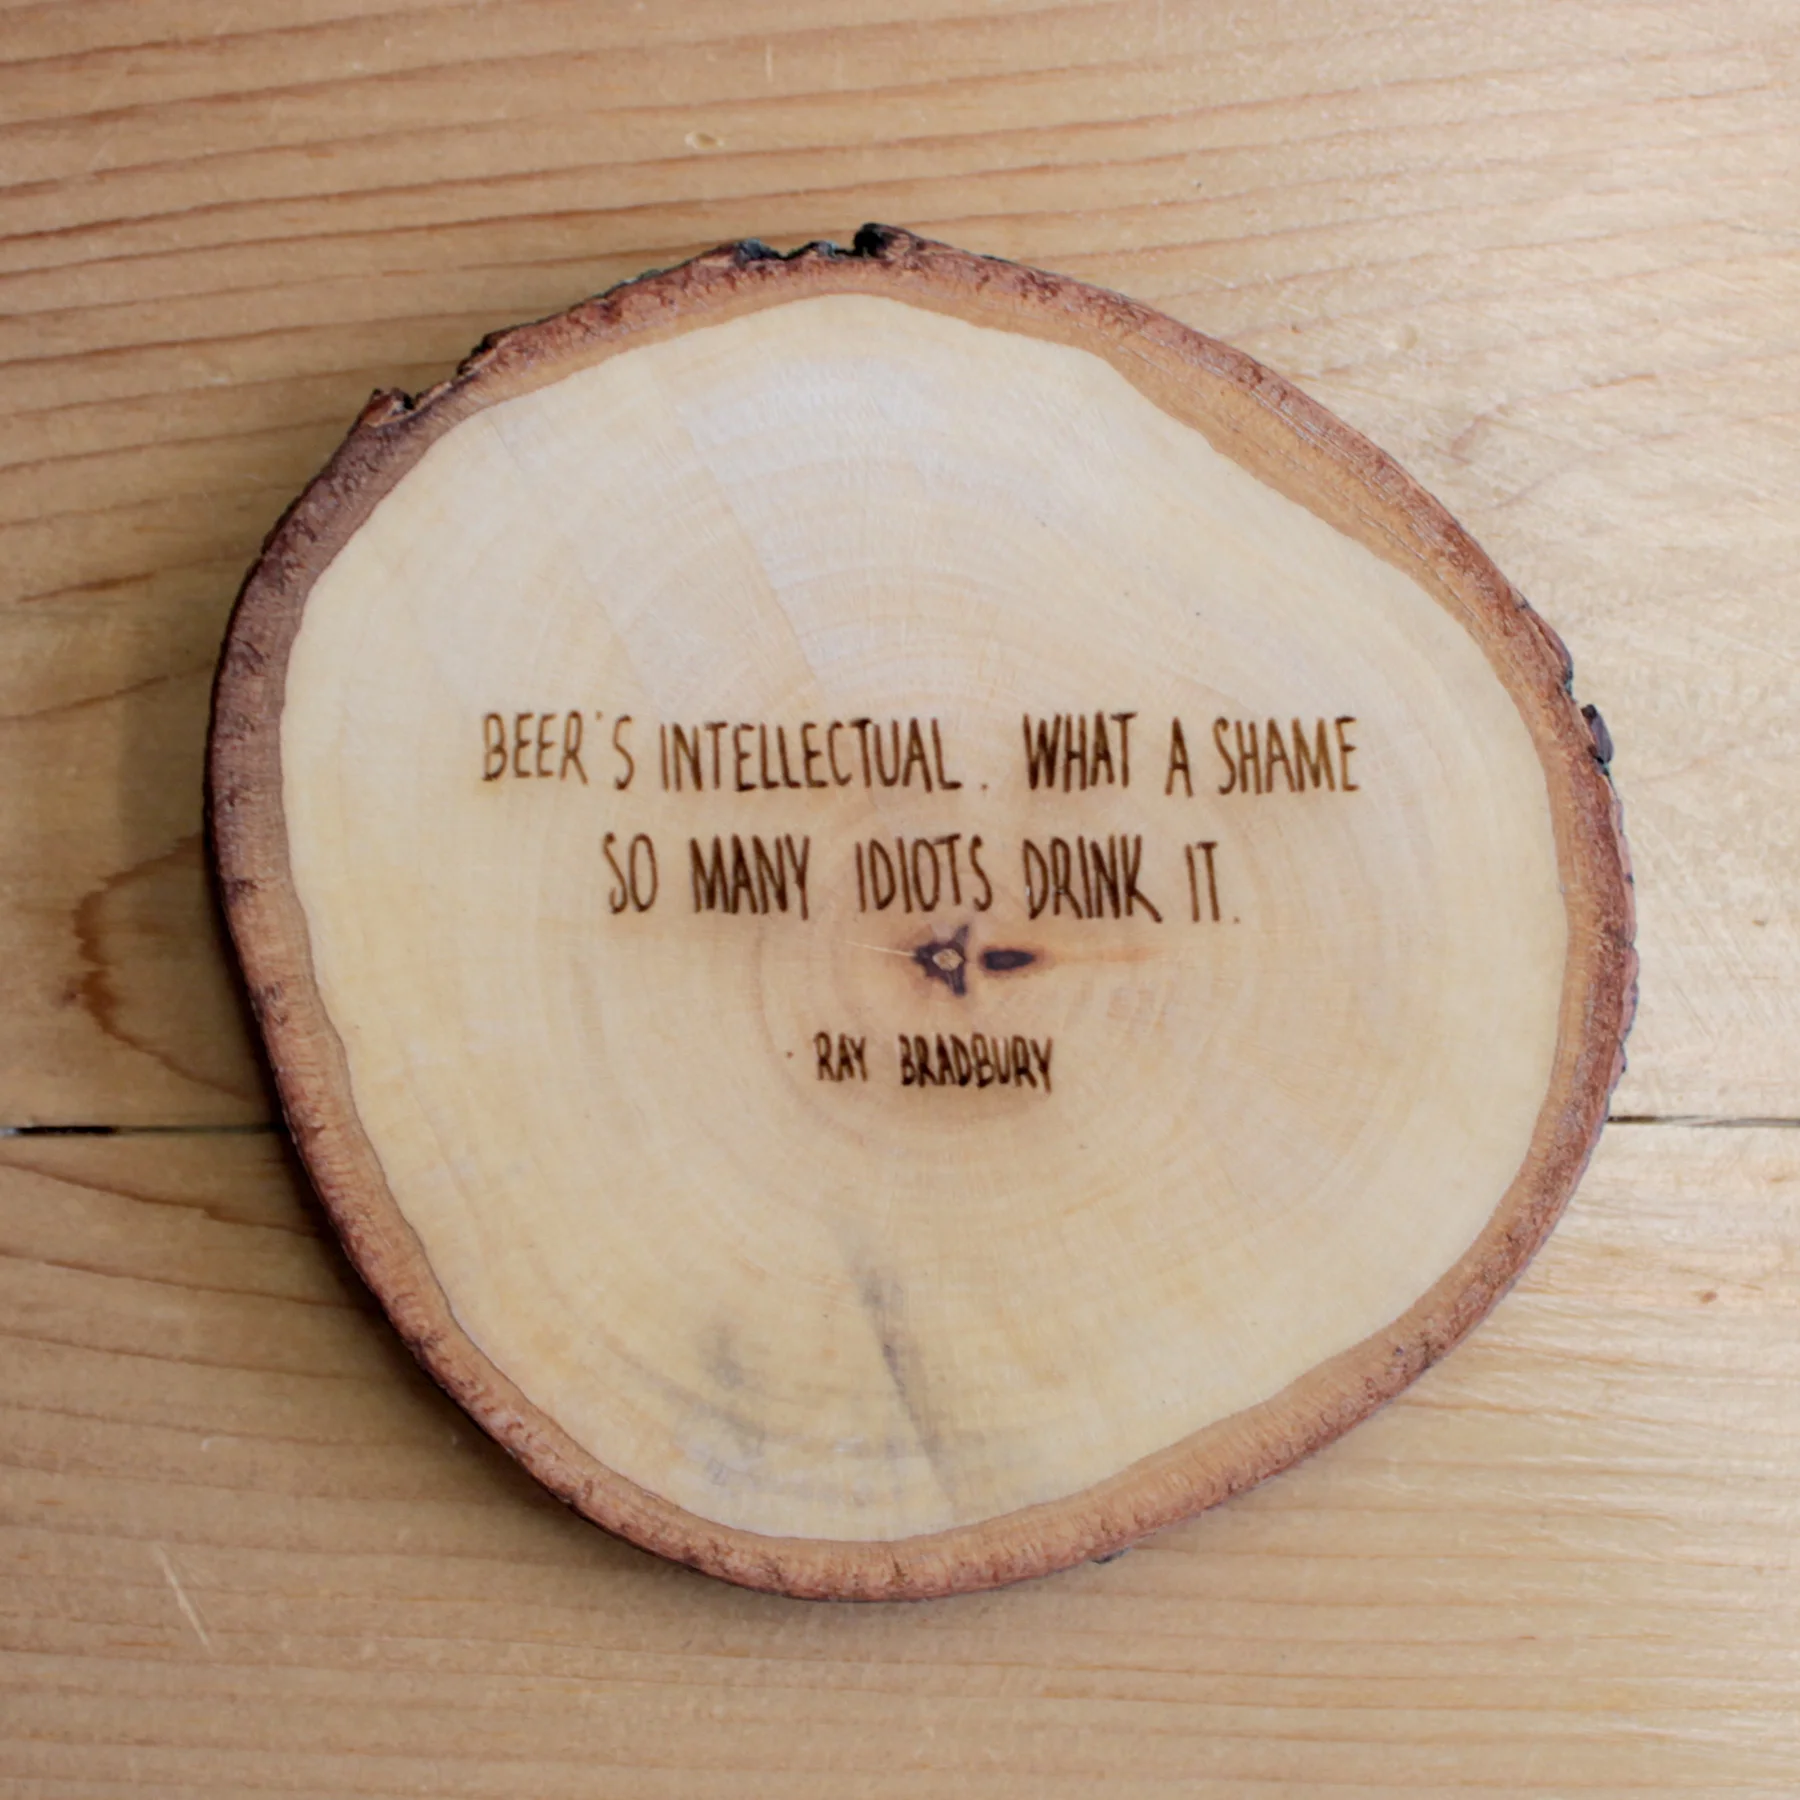 BEER'S INTELLECTUAL. WHAT A SHAME
SO MANY IDIOTS DRINK IT.
- RAY BRADBURY